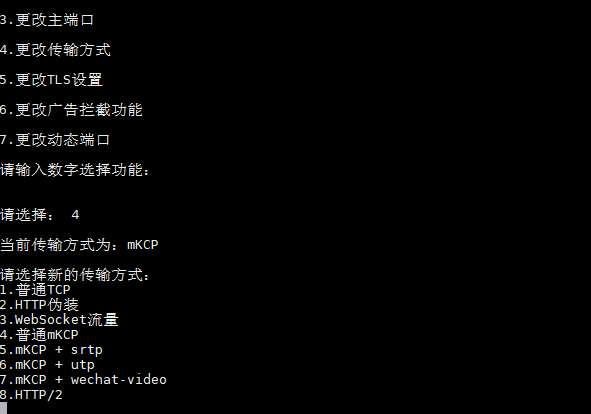 3.更改主端口
4.更改传输方式
5.更改TLS设置
6.更改广告拦截功能
7.更改动态端口
请输入数字选择功能：
请选择： 4
当前传输方式为：mKCP
请选择新的传输方式：
1.普通TCP
2.HTTP伪装
3.WebSocket流量
4.普通mKCP
5.mKCP + srtp
6.mKCP + utp
7.mKCP + wechat-video
8.HTTP/2